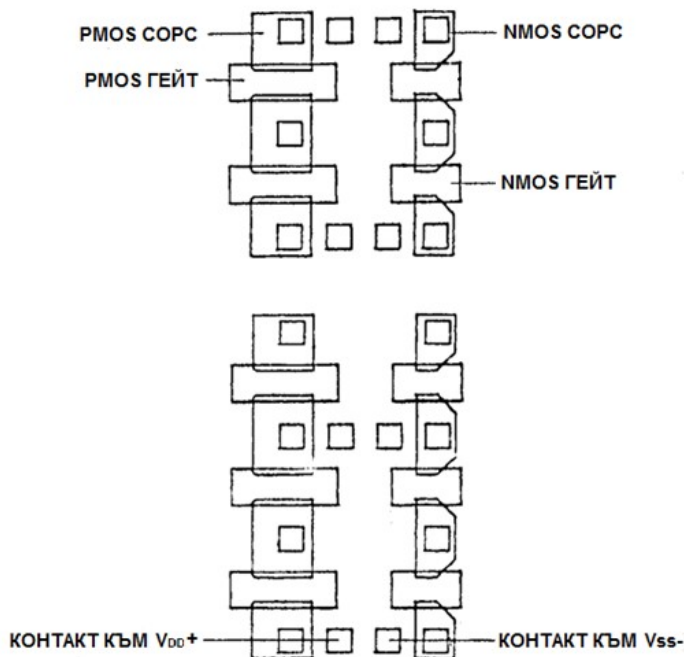 PMOS СОРС
NMOS СОРС
PMOS ГЕЙТ
NMOS ГЕЙТ
КОНТАКТ КЪМ VDD+
КОНТАКТ КЪМ Vss-